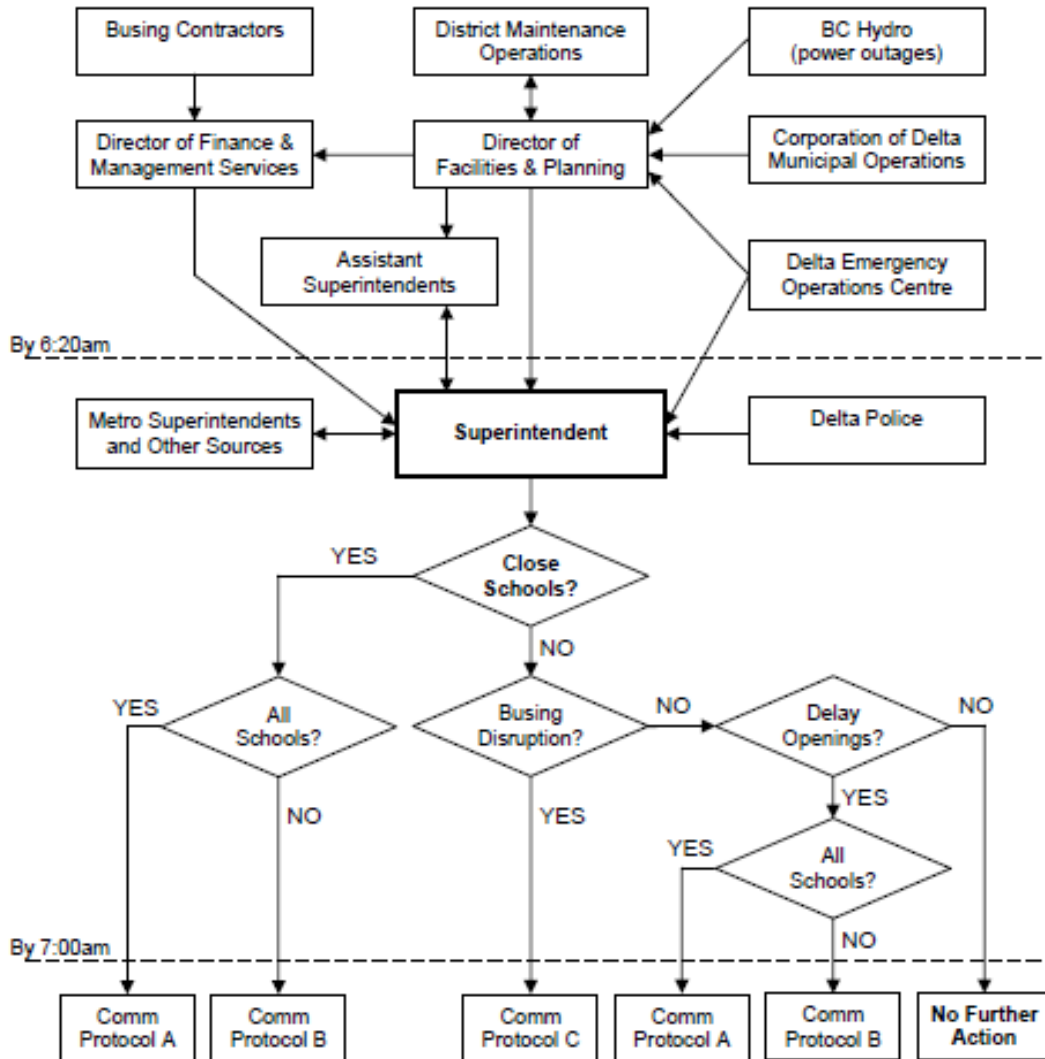 Busing Contractors
District Maintenance
Operations
BC Hydro
(power outages)
Director of Finance &
Management Services
Director of
Facilities & Planning
Corporation of Delta
Municipal Operations
Assistant
Superintendents
Delta Emergency
Operations Centre
By 6:20am
Metro Superintendents
and Other Sources
Superintendent
Delta Police
YES
Close
Schools?
NO
YES
All
Schools?
Busing
Disruption?
NO
Delay
Openings?
NO
NO
YES
YES
YES
All
Schools?
By 7:00am
NO
Comm
Protocol A
Comm
Protocol B
Comm
Protocol C
Comm
Protocol A
Comm
Protocol B
No Further
Action